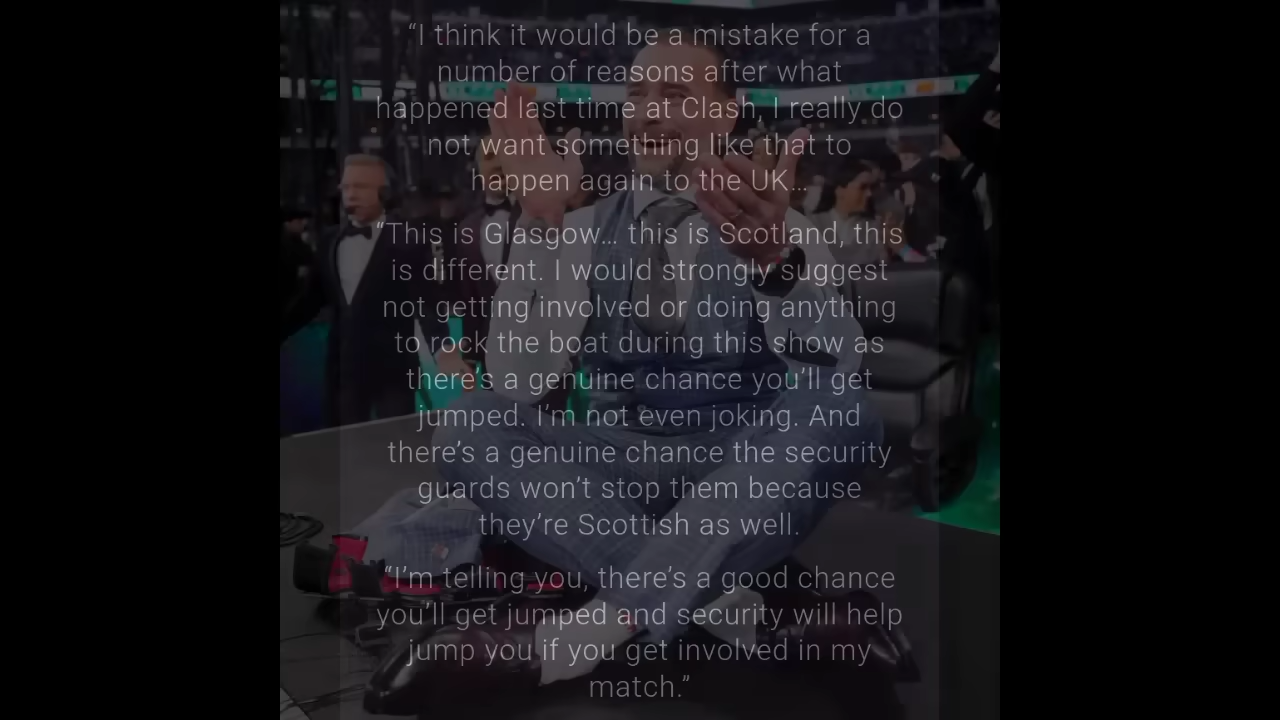 “I think it would be a mistake for a
number of reasons after what
happened last time at Clash, I really do
not want something like that to
happen again to the UK…
“This is Glasgow… this is Scotland, this
is different. I would strongly suggest
not getting involved or doing anything
to rock the boat during this show as
there’s a genuine chance you’ll get
jumped. I’m not even joking. And
there’s a genuine chance the security
guards won’t stop them because
they’re Scottish as well.
“I’m telling you, there’s a good chance
you’ll get jumped and security will help
jump you if you get involved in my
match.”